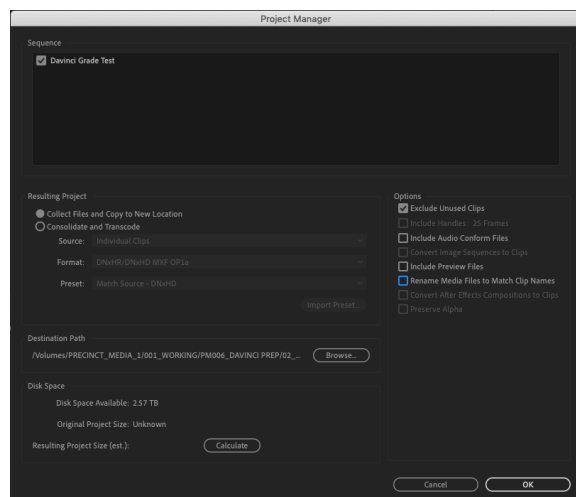 Project Manager
Sequence
Davinci Grade Test
Resulting Project
Collect Files and Copy to New Location
Consolidate and Transcode
Source: Individual Clips
Format: DNxHR/DNxHD MXF OP1a
Preset: Match Source - DNxHD
Import Preset...
Destination Path
/Volumes/PRECINCT_MEDIA_1/001_WORKING/PM006_DAVINCI PREP/02_...
Browse...
Disk Space
Disk Space Available: 2.57 TB
Original Project Size: Unknown
Resulting Project Size (est.):
Calculate
Options
Exclude Unused Clips
Include Handles: 25 Frames
Include Audio Conform Files
Convert Image Sequences to Clips
Include Preview Files
Rename Media Files to Match Clip Names
Convert After Effects Compositions to Clips
Preserve Alpha
Cancel
OK